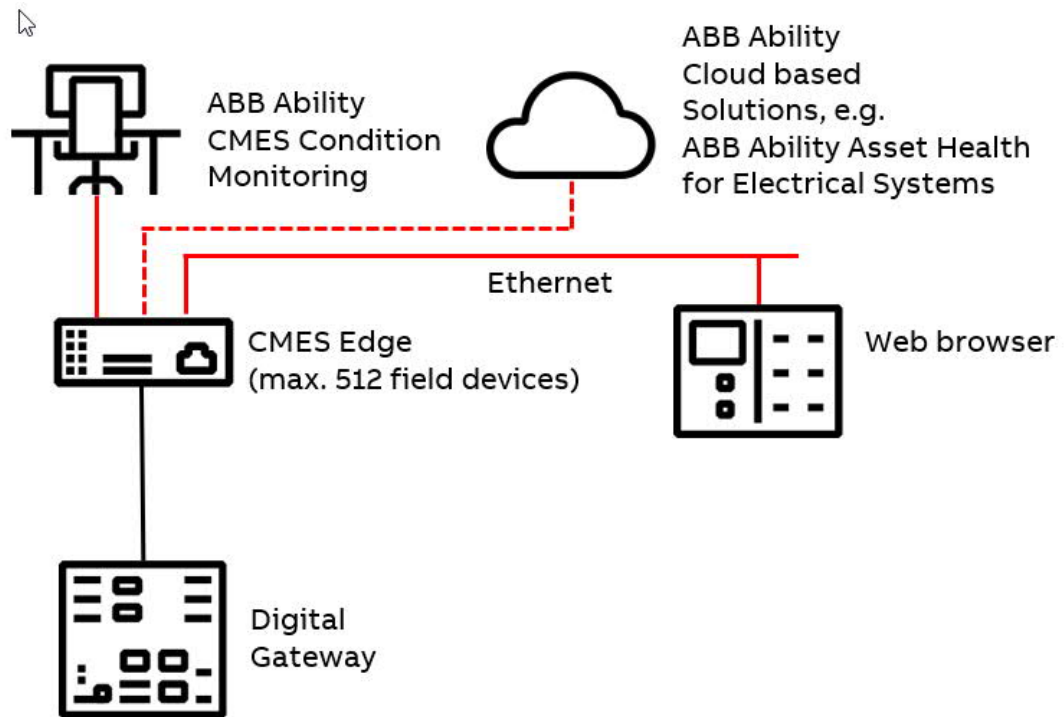 ABB Ability
CMES Condition
Monitoring
ABB Ability
Cloud based
Solutions, e.g.
ABB Ability Asset Health
for Electrical Systems
Ethernet
CMES Edge
(max. 512 field devices)
Web browser
Digital
Gateway